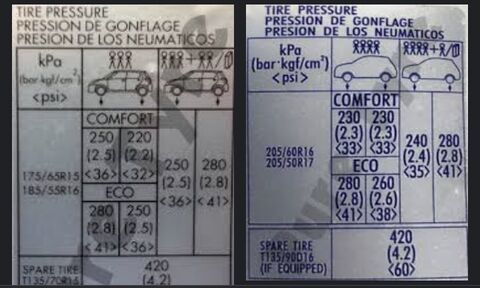 TIRE PRESSURE
PRESSION DE GONFLAGE
PRESION DE LOS NEUMATICOS
kPa
(bar·kgf/cm²)
<psi>
COMFORT
250 220
(2.5) (2.2)
<36> <32>
175/65R15
185/55R16
ECO
280 250
(2.8) (2.5)
<41> <36>
250 280
(2.5) (2.8)
<36> <41>
SPARE TIRE
T135/70R16
420
(4.2)
TIRE PRESSURE
PRESSION DE GONFLAGE
PRESION DE LOS NEUMATICOS
kPa
(bar·kgf/cm²)
<psi>
COMFORT
230 230
(2.3) (2.3)
<33> <33>
205/60R16
205/50R17
ECO
280 260
(2.8) (2.6)
<41> <38>
240 280
(2.4) (2.8)
<35> <41>
SPARE TIRE
T135/90D16
(IF EQUIPPED)
420
(4.2)
<60>